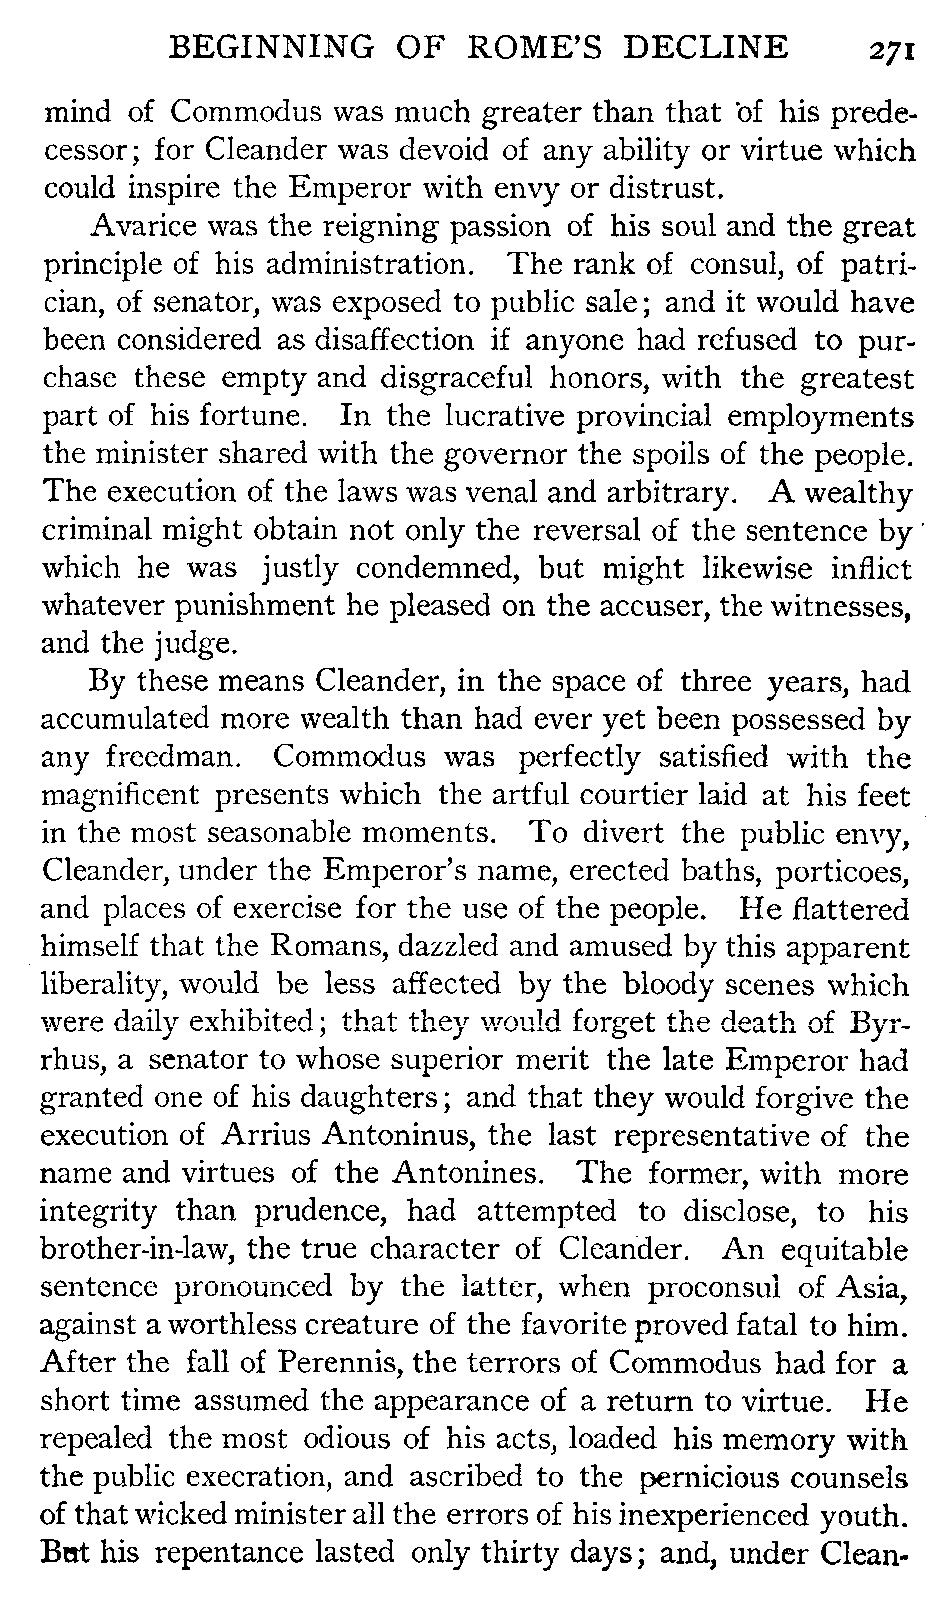 BEGINNING OF ROME'S DECLINE 271
mind of Commodus was much greater than that of his prede-
cessor; for Cleander was devoid of any ability or virtue which
could inspire the Emperor with envy or distrust.
Avarice was the reigning passion of his soul and the great
principle of his administration. The rank of consul, of patri-
cian, of senator, was exposed to public sale; and it would have
been considered as disaffection if anyone had refused to pur-
chase these empty and disgraceful honors, with the greatest
part of his fortune. In the lucrative provincial employments
the minister shared with the governor the spoils of the people.
The execution of the laws was venal and arbitrary. A wealthy
criminal might obtain not only the reversal of the sentence by
which he was justly condemned, but might likewise inflict
whatever punishment he pleased on the accuser, the witnesses,
and the judge.
By these means Cleander, in the space of three years, had
accumulated more wealth than had ever yet been possessed by
any freedman. Commodus was perfectly satisfied with the
magnificent presents which the artful courtier laid at his feet
in the most seasonable moments. To divert the public envy,
Cleander, under the Emperor's name, erected baths, porticoes,
and places of exercise for the use of the people. He flattered
himself that the Romans, dazzled and amused by this apparent
liberality, would be less affected by the bloody scenes which
were daily exhibited; that they would forget the death of Byr-
rhus, a senator to whose superior merit the late Emperor had
granted one of his daughters; and that they would forgive the
execution of Arrius Antoninus, the last representative of the
name and virtues of the Antonines. The former, with more
integrity than prudence, had attempted to disclose, to his
brother-in-law, the true character of Cleander. An equitable
sentence pronounced by the latter, when proconsul of Asia,
against a worthless creature of the favorite proved fatal to him.
After the fall of Perennis, the terrors of Commodus had for a
short time assumed the appearance of a return to virtue. He
repealed the most odious of his acts, loaded his memory with
the public execration, and ascribed to the pernicious counsels
of that wicked minister all the errors of his inexperienced youth.
But his repentance lasted only thirty days; and, under Clean-